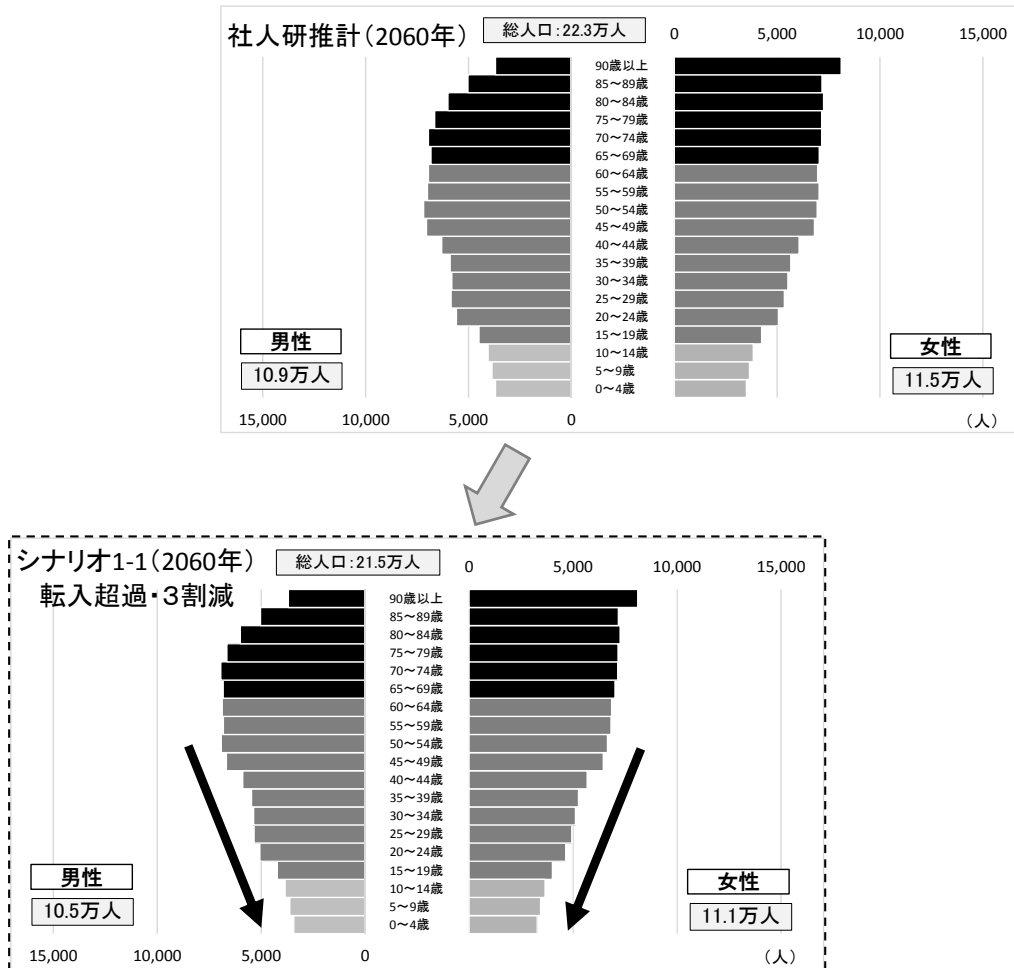 社人研推計(2060年)
総人口:22.3万人
0 5,000 10,000 15,000
90歳以上
85～89歳
80～84歳
75～79歳
70～74歳
65～69歳
60～64歳
55～59歳
50～54歳
45～49歳
40～44歳
35～39歳
30～34歳
25～29歳
20～24歳
15～19歳
10～14歳
5～9歳
0～4歳
男性
10.9万人
女性
11.5万人
15,000 10,000 5,000 0 (人)
シナリオ1-1(2060年)
転入超過・3割減
総人口:21.5万人
0 5,000 10,000 15,000
90歳以上
85～89歳
80～84歳
75～79歳
70～74歳
65～69歳
60～64歳
55～59歳
50～54歳
45～49歳
40～44歳
35～39歳
30～34歳
25～29歳
20～24歳
15～19歳
10～14歳
5～9歳
0～4歳
男性
10.5万人
女性
11.1万人
15,000 10,000 5,000 0 (人)